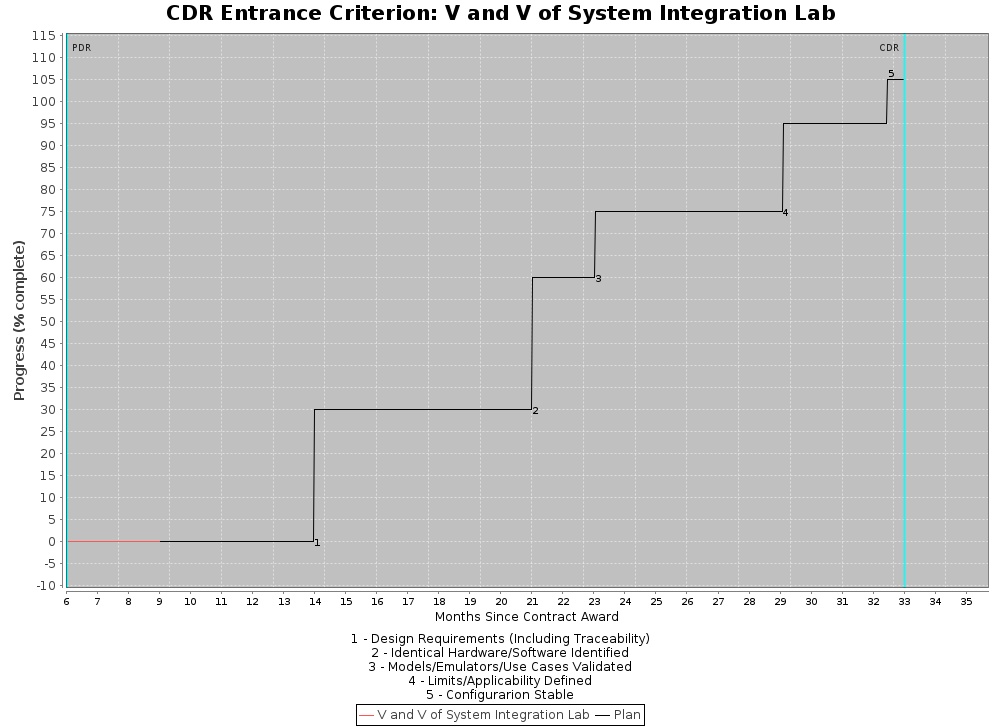 CDR Entrance Criterion: V and V of System Integration Lab
115
110
105
100
95
90
85
80
75
70
65
60
55
50
45
40
35
30
25
20
15
10
5
0
-5
-10
Progress (% complete)
PDR
CDR
1
2
3
4
5
6 7 8 9 10 11 12 13 14 15 16 17 18 19 20 21 22 23 24 25 26 27 28 29 30 31 32 33 34 35
Months Since Contract Award
1 - Design Requirements (Including Traceability)
2 - Identical Hardware/Software Identified
3 - Models/Emulators/Use Cases Validated
4 - Limits/Applicability Defined
5 - Configurarion Stable
V and V of System Integration Lab Plan